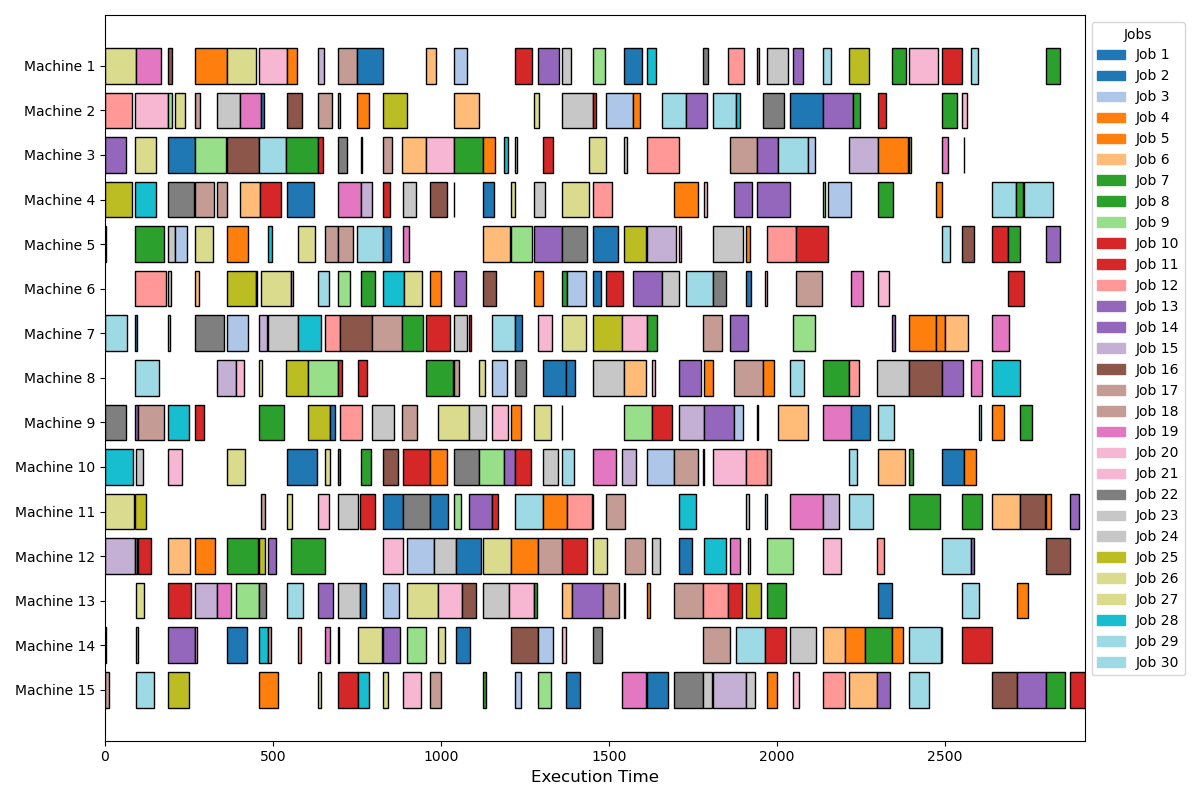 Machine 1
Machine 2
Machine 3
Machine 4
Machine 5
Machine 6
Machine 7
Machine 8
Machine 9
Machine 10
Machine 11
Machine 12
Machine 13
Machine 14
Machine 15
0 500 1000 1500 2000 2500
Execution Time
Jobs
Job 1
Job 2
Job 3
Job 4
Job 5
Job 6
Job 7
Job 8
Job 9
Job 10
Job 11
Job 12
Job 13
Job 14
Job 15
Job 16
Job 17
Job 18
Job 19
Job 20
Job 21
Job 22
Job 23
Job 24
Job 25
Job 26
Job 27
Job 28
Job 29
Job 30